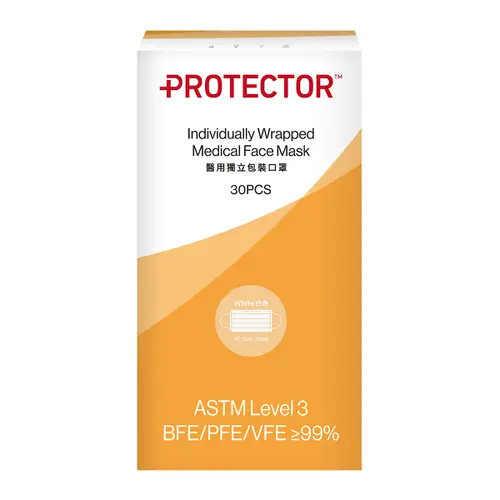 PROTECTOR™
Individually Wrapped
Medical Face Mask
醫用獨立包裝口罩
30PCS
White 白色
ASTM Level 3
BFE/PFE/VFE ≥99%